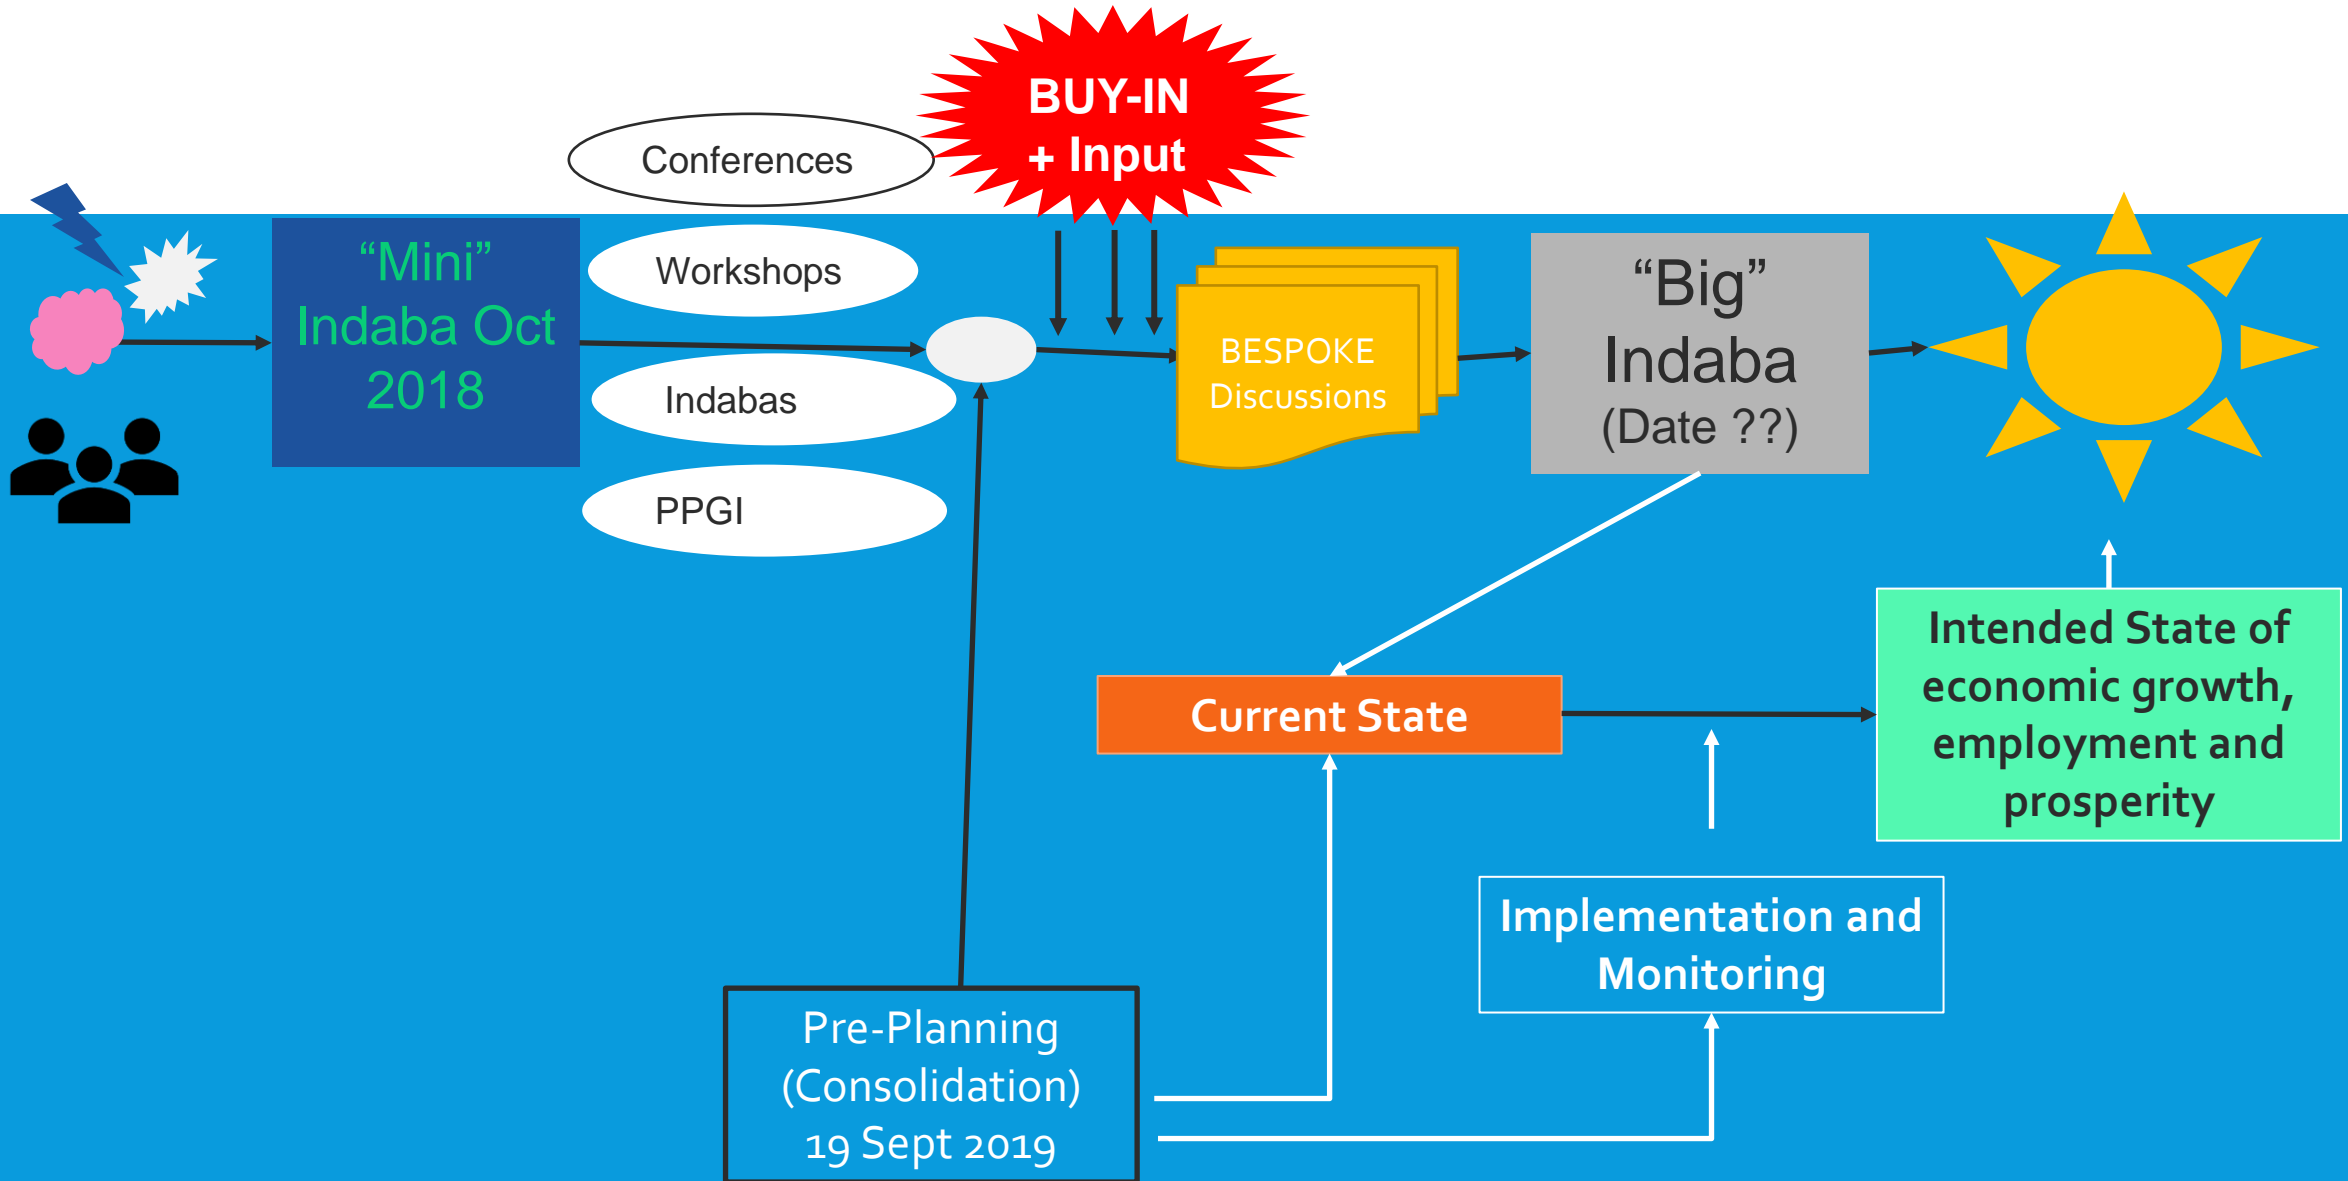 BUY-IN
+ Input
Conferences
Workshops
Indabas
PPGI
“Mini”
Indaba Oct
2018
BESPOKE
Discussions
“Big”
Indaba
(Date ??)
Current State
Intended State of
economic growth,
employment and
prosperity
Implementation and
Monitoring
Pre-Planning
(Consolidation)
19 Sept 2019